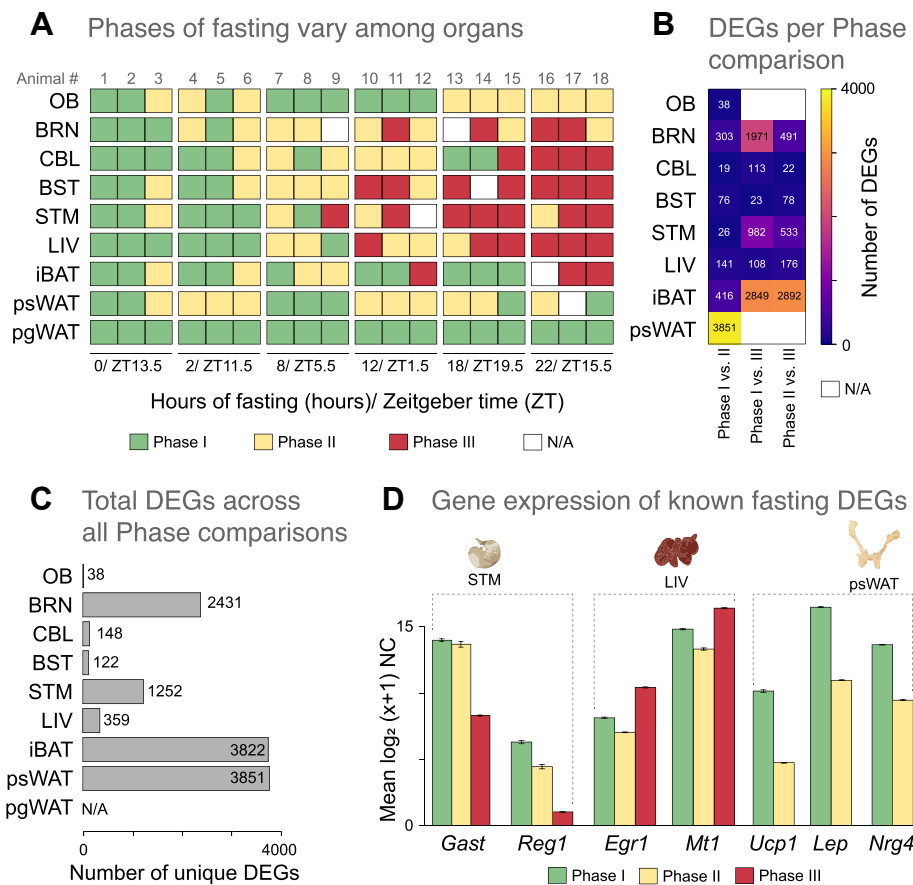 A Phases of fasting vary among organs
Animal # 1 2 3 4 5 6 7 8 9 10 11 12 13 14 15 16 17 18
OB
BRN
CBL
BST
STM
LIV
iBAT
psWAT
pgWAT
0/ ZT13.5 2/ ZT11.5 8/ZT5.5 12/ZT1.5 18/ ZT19.5 22/ ZT15.5
Hours of fasting (hours)/ Zeitgeber time (ZT)
Phase I Phase II Phase III N/A
B DEGs per Phase
comparison
OB 38
BRN 303 1971 491
CBL 19 113 22
BST 76 23 78
STM 26 982 533
LIV 141 108 176
iBAT 416 2849 2892
psWAT 3851
Phase I vs. II
Phase I vs. III
Phase II vs. III
4000
Number of DEGs
0
N/A
C Total DEGs across
all Phase comparisons
OB 38
BRN 2431
CBL 148
BST 122
STM 1252
LIV 359
iBAT 3822
psWAT 3851
pgWAT N/A
0 4000
Number of unique DEGs
D Gene expression of known fasting DEGs
STM LIV psWAT
15
Mean log₂ (x+1) NC
0
Gast Reg1 Egr1 Mt1 Ucp1 Lep Nrg4
Phase I Phase II Phase III